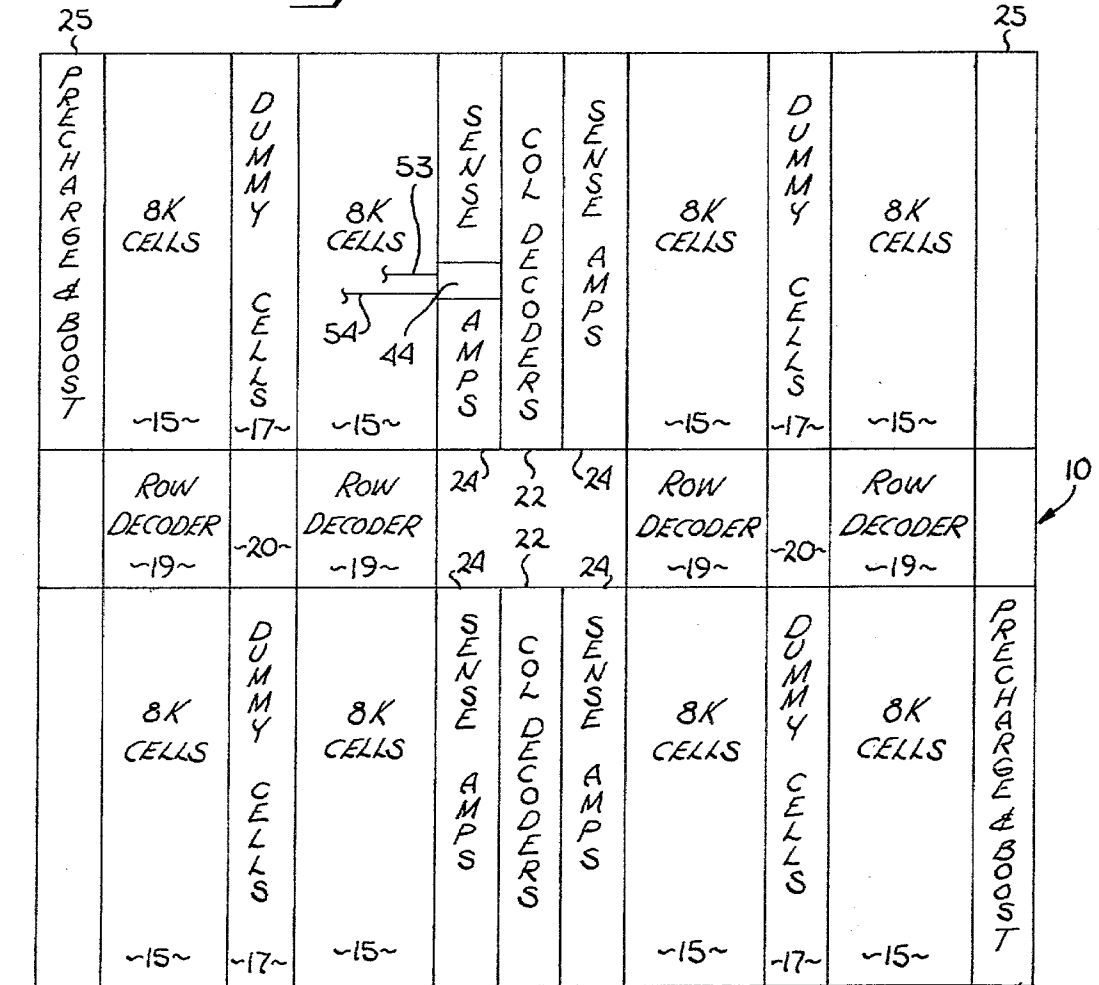 25
25
PRECHARGE & BOOST
8K
CELLS
~15~
DUMMY CELLS
~17~
8K
CELLS
~15~
53
54
44
SENSE AMPS
COL DECODERS
SENSE AMPS
8K
CELLS
~15~
DUMMY CELLS
~17~
8K
CELLS
~15~
ROW
DECODER
~19~
~20~
ROW
DECODER
~19~
24
22
24
24
22
24
ROW
DECODER
~19~
~20~
ROW
DECODER
~19~
10
8K
CELLS
~15~
DUMMY CELLS
~17~
8K
CELLS
~15~
SENSE AMPS
COL DECODERS
SENSE AMPS
8K
CELLS
~15~
DUMMY CELLS
~17~
8K
CELLS
~15~
PRECHARGE & BOOST